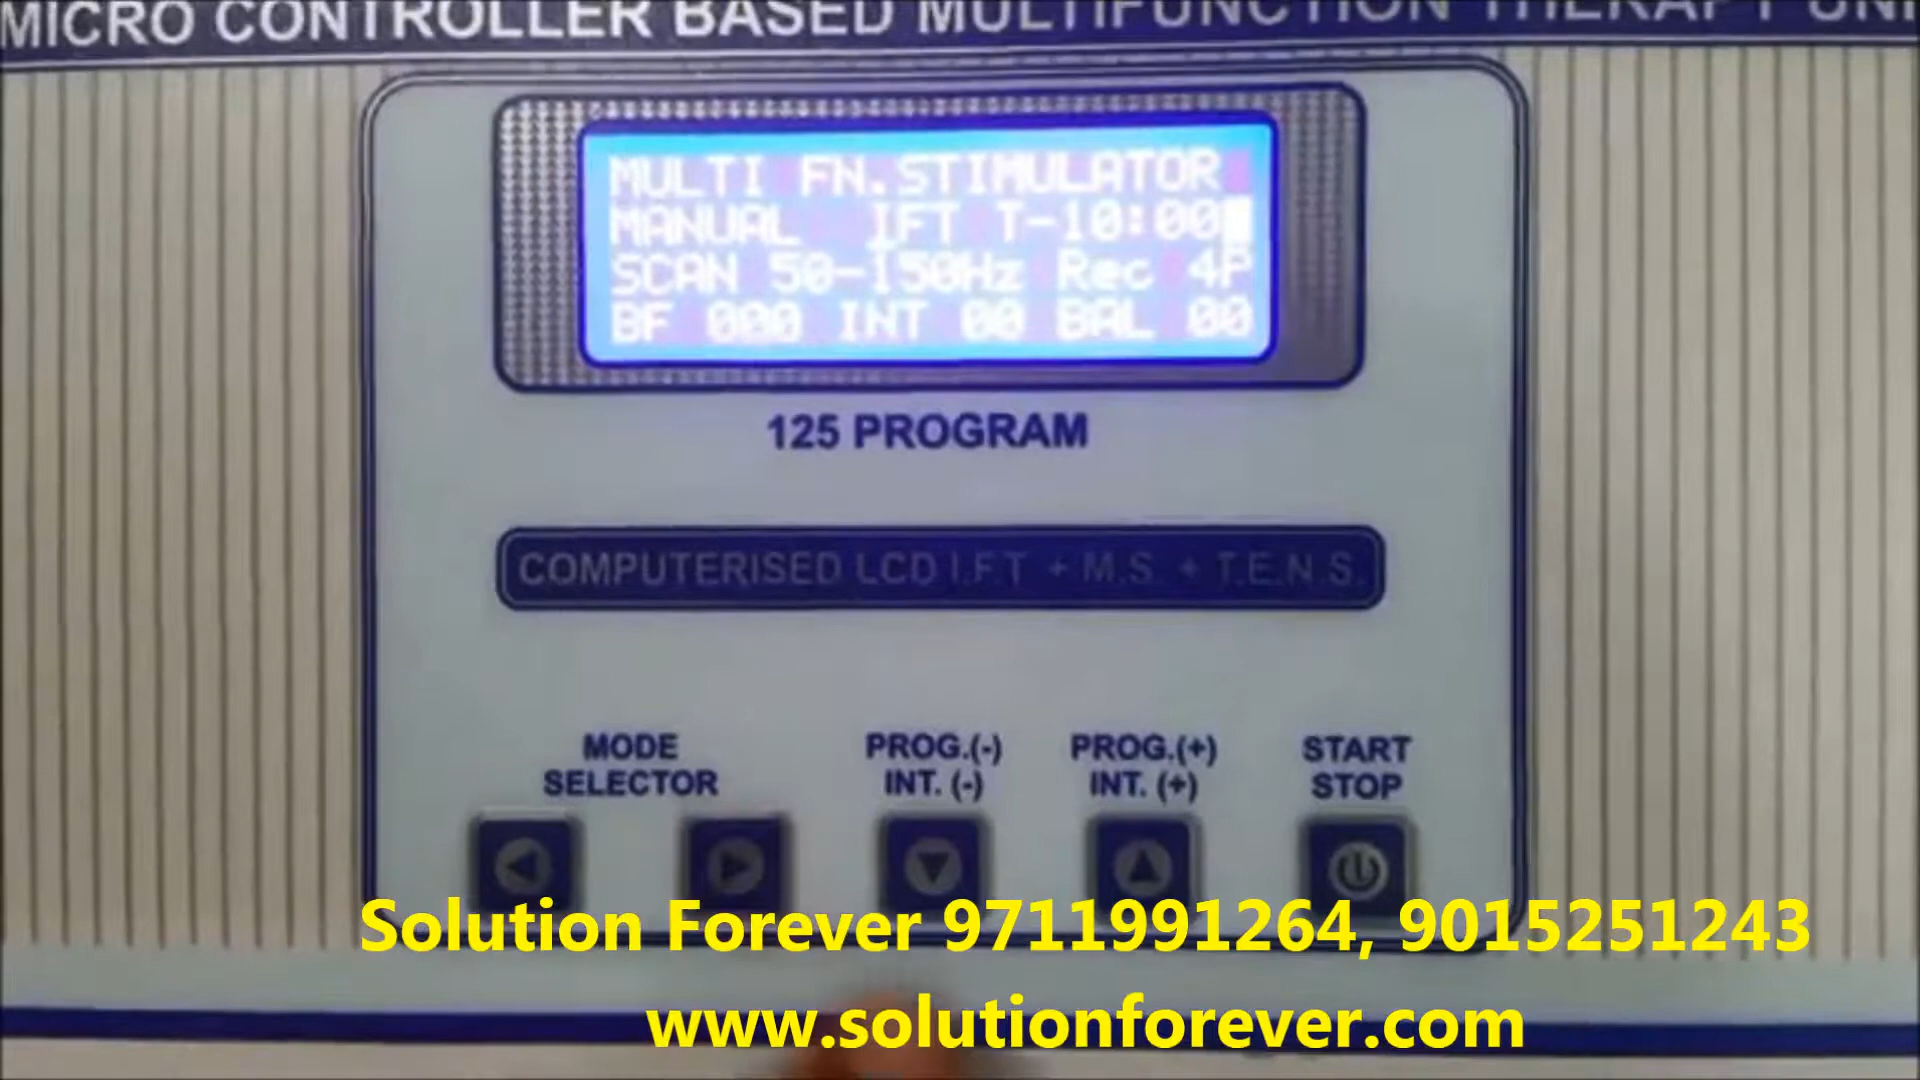 MICRO CONTROLLER BASED MULTIFUNCTION THERAPY UNI
MULTI FN.STIMULATOR
MANUAL IFT T-10:00
SCAN 50-150Hz Rec 4P
BF 000 INT 00 BAL 00
125 PROGRAM
COMPUTERISED LCD I.F.T + M.S. + T.E.N.S.
MODE SELECTOR
PROG.(-) INT. (-)
PROG.(+) INT. (+)
START STOP
Solution Forever 9711991264, 9015251243
www.solutionforever.com